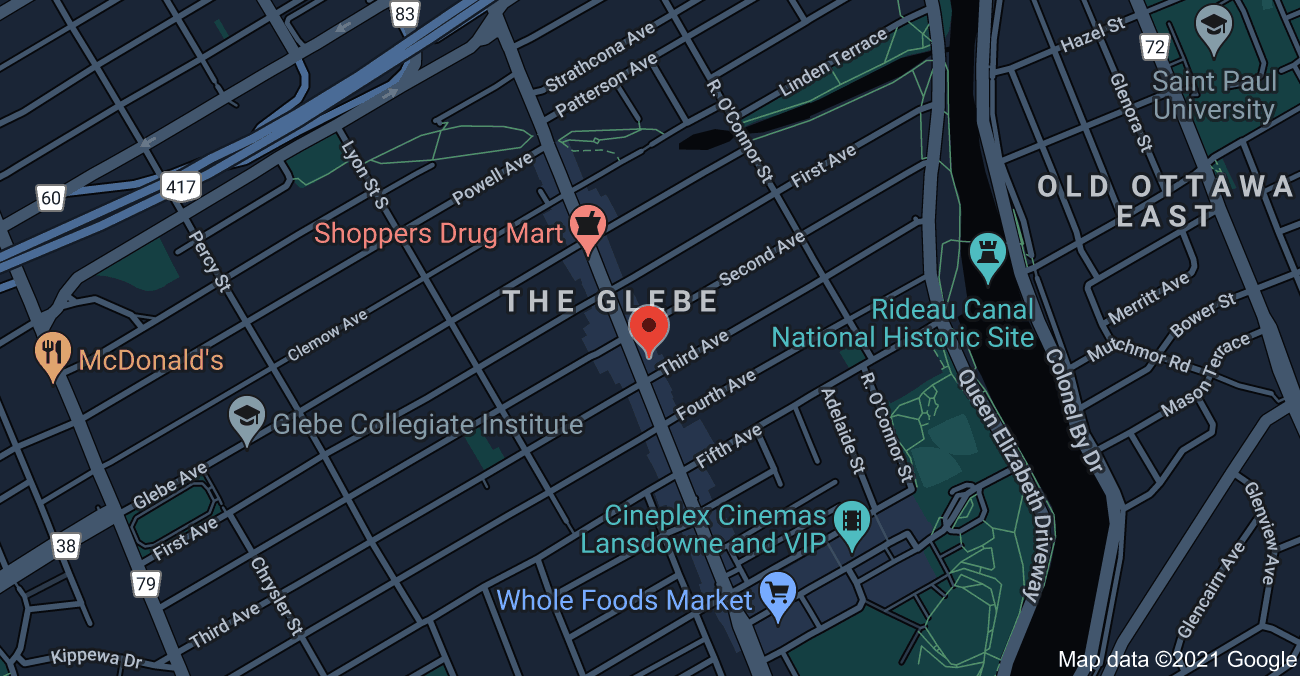 83
Strathcona Ave
Patterson Ave
Linden Terrace
Hazel St
72
Saint Paul
University
Glenora St
R. O'Connor St
First Ave
Lyon St S
Powell Ave
417
60
OLD OTTAWA
EAST
Shoppers Drug Mart
Percy St
Second Ave
THE GLEBE
Rideau Canal
National Historic Site
Merritt Ave
Bower St
Mutchmor Rd
Mason Terrace
Clemow Ave
McDonald's
Third Ave
Fourth Ave
Fifth Ave
Adelaide St
R. O'Connor St
Queen Elizabeth Driveway
Colonel By Dr
Glebe Collegiate Institute
Glebe Ave
First Ave
38
79
Chrysler St
Third Ave
Kippewa Dr
Cineplex Cinemas
Lansdowne and VIP
Whole Foods Market
Glenview Ave
Glencairn Ave
Map data ©2021 Google